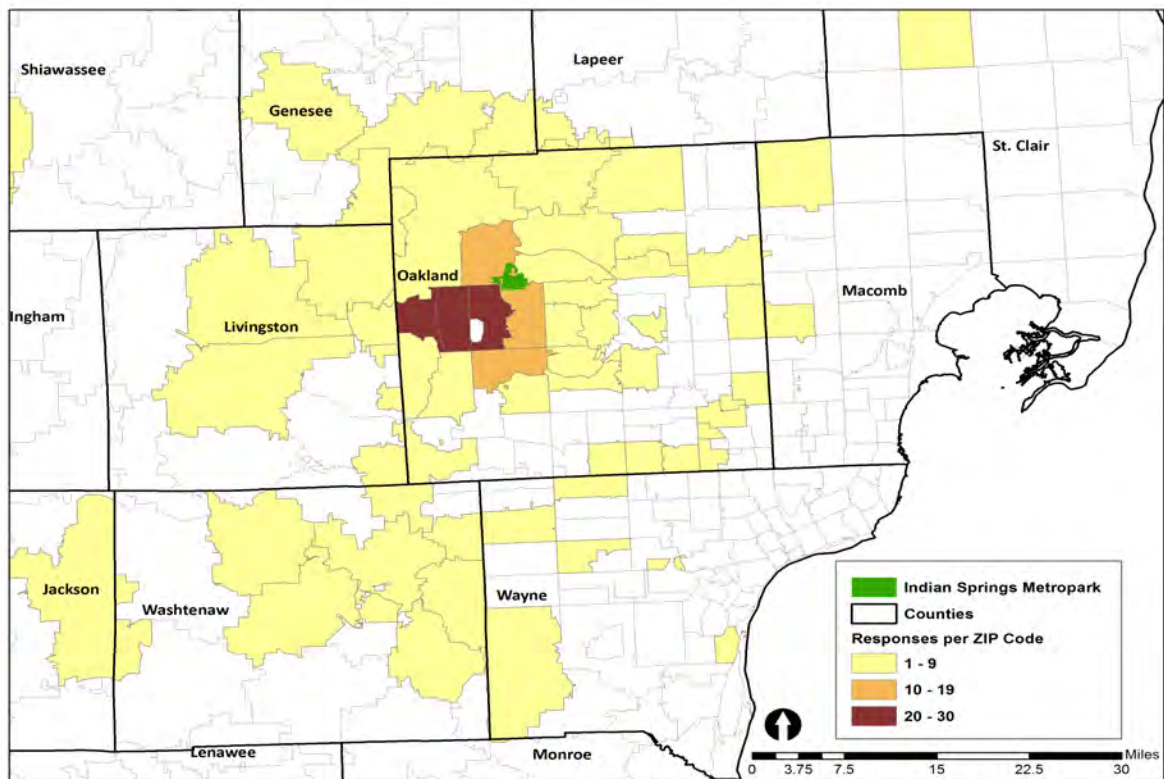 Shiawassee
Genesee
Lapeer
St. Clair
Oakland
Macomb
Ingham
Livingston
Jackson
Washtenaw
Wayne
Lenawee
Monroe
Indian Springs Metropark
Counties
Responses per ZIP Code
1 - 9
10 - 19
20 - 30
Miles
0 3.75 7.5 15 22.5 30